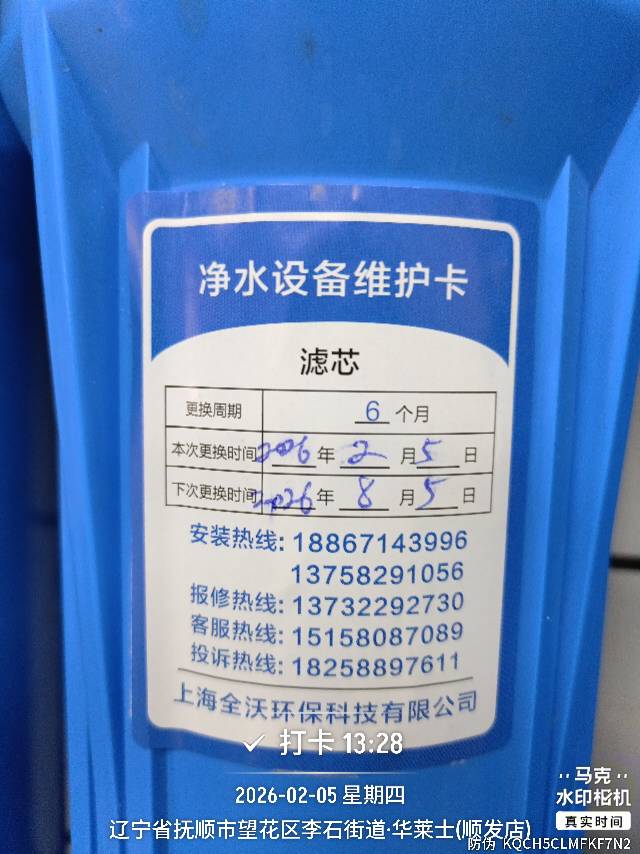 净水设备维护卡
滤芯
更换周期 6 个月
本次更换时间 2026 年 2 月 5 日
下次更换时间 2026 年 8 月 5 日
安装热线: 18867143996
13758291056
报修热线: 13732292730
客服热线: 15158087089
投诉热线: 18258897611
上海全沃环保科技有限公司
✓ 打卡 13:28
2026-02-05 星期四
辽宁省抚顺市望花区李石街道·华莱士(顺发店)
马克
水印相机
真实时间
防伪 KQCH5CLMFKF7N2